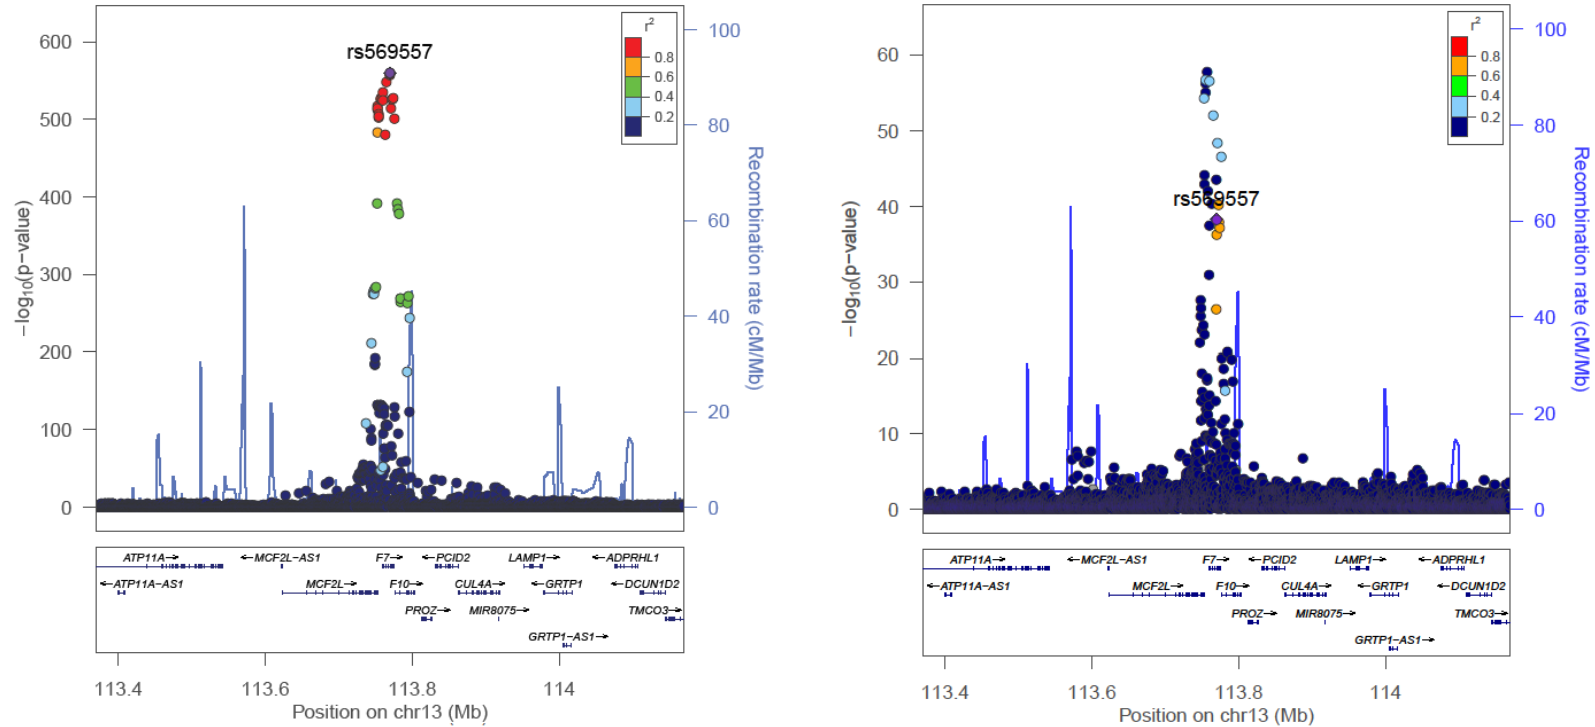 rs569557
−log10(p−value)
600
500
400
300
200
100
0
r2
0.8
0.6
0.4
0.2
100
80
60
40
20
0
Recombination rate (cM/Mb)
ATP11A→ ←MCF2L−AS1 F7→ ←PCID2 LAMP1→ ←ADPRHL1
←ATP11A−AS1 MCF2L→ F10→ CUL4A→ ←GRTP1 ←DCUN1D2
PROZ→ MIR8075→ TMCO3→
GRTP1−AS1→
113.4 113.6 113.8 114
Position on chr13 (Mb)
rs569557
−log10(p−value)
60
50
40
30
20
10
0
r2
0.8
0.6
0.4
0.2
100
80
60
40
20
0
Recombination rate (cM/Mb)
ATP11A→ ←MCF2L−AS1 F7→ ←PCID2 LAMP1→ ←ADPRHL1
←ATP11A−AS1 MCF2L→ F10→ CUL4A→ ←GRTP1 ←DCUN1D2
PROZ→ MIR8075→ TMCO3→
GRTP1−AS1→
113.4 113.6 113.8 114
Position on chr13 (Mb)